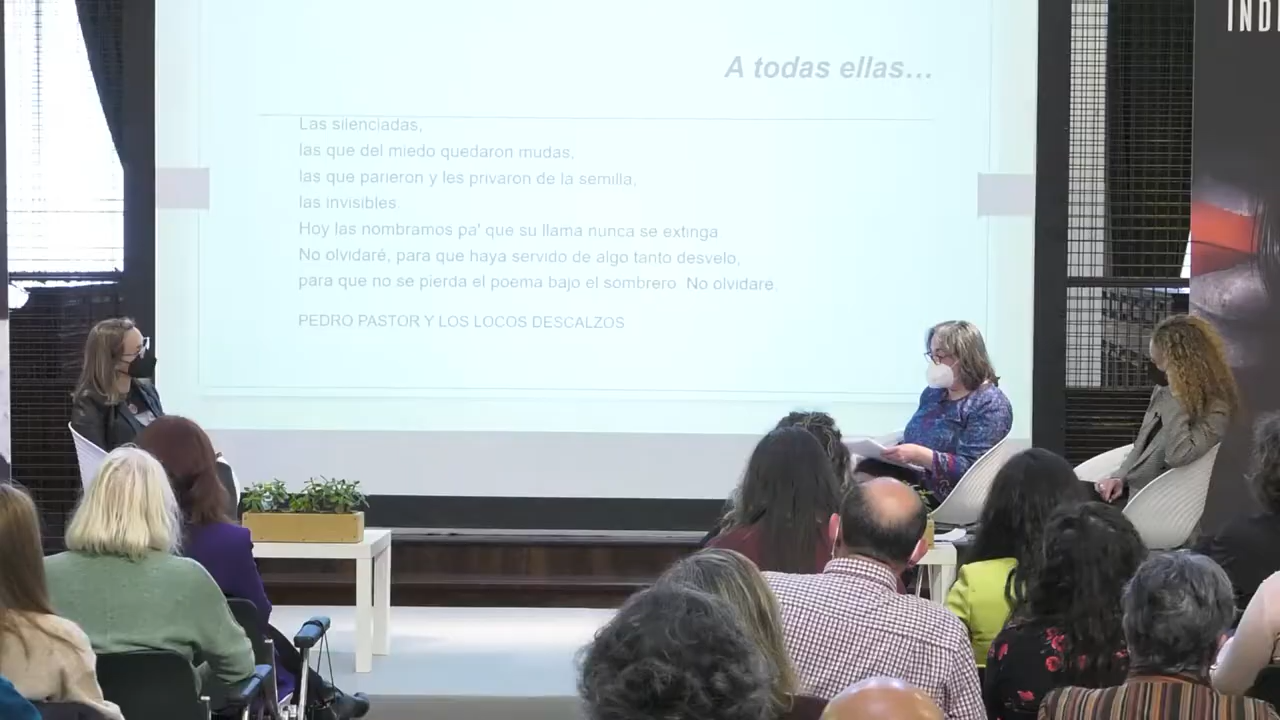 INDI
A todas ellas...
Las silenciadas,
las que del miedo quedaron mudas,
las que parieron y les privaron de la semilla,
las invisibles.
Hoy las nombramos pa' que su llama nunca se extinga
No olvidaré, para que haya servido de algo tanto desvelo,
para que no se pierda el poema bajo el sombrero. No olvidare.
PEDRO PASTOR Y LOS LOCOS DESCALZOS